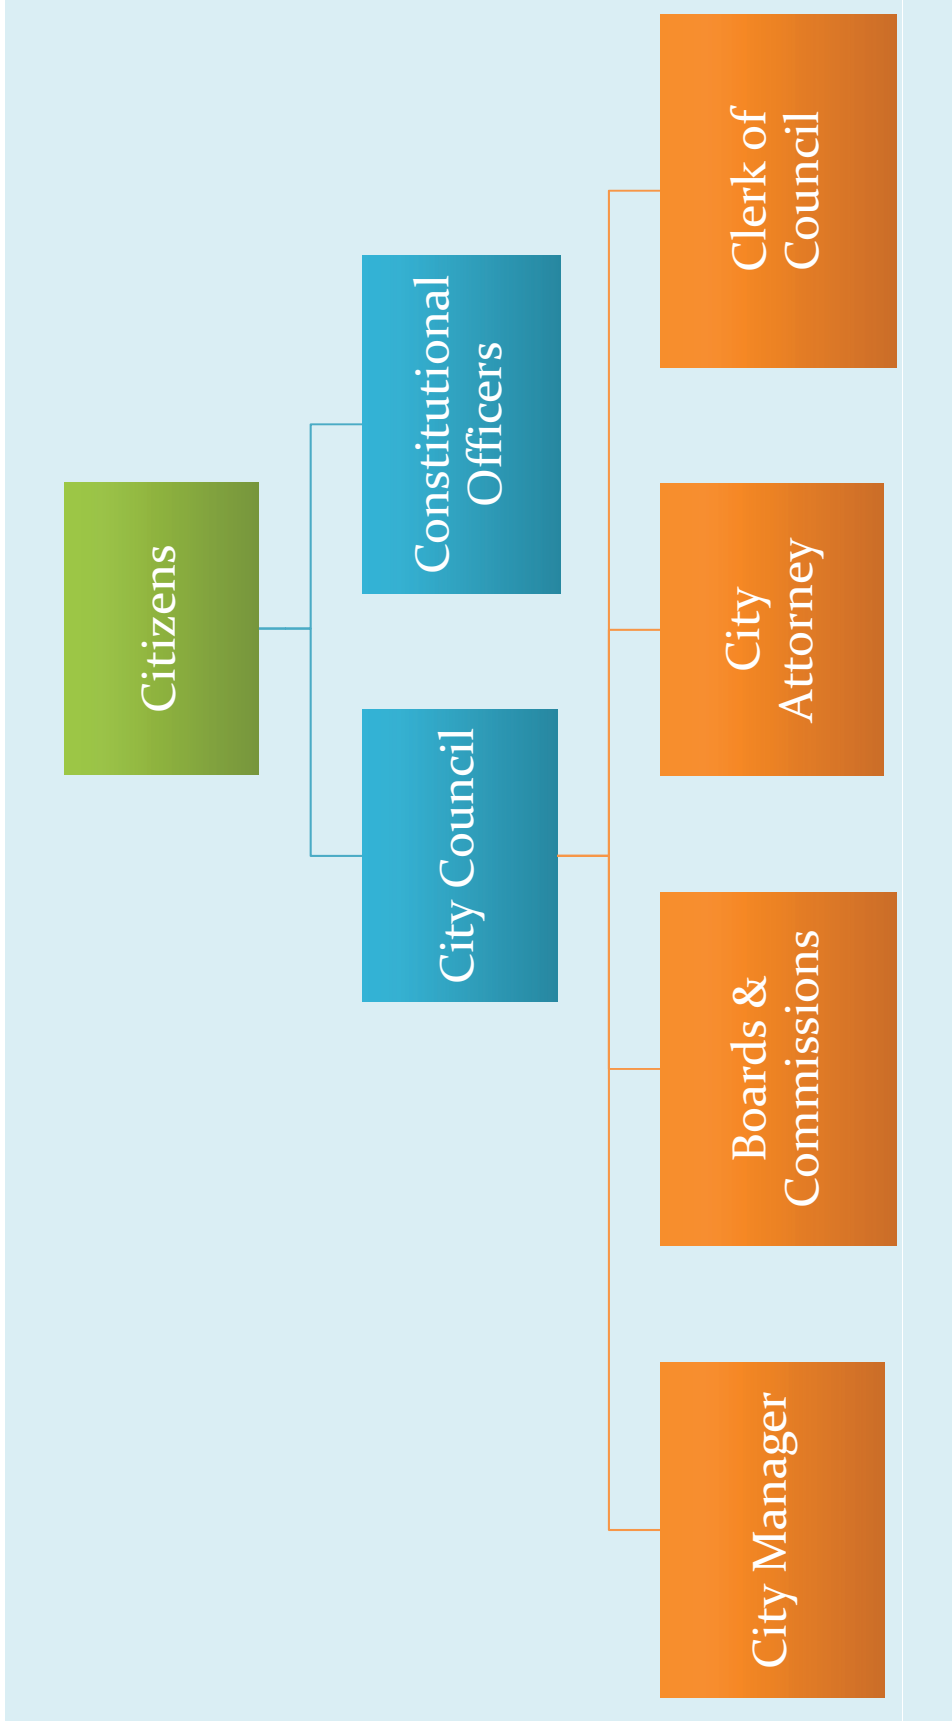 Citizens
City Council
Constitutional
Officers
City Manager
Boards &
Commissions
City
Attorney
Clerk of
Council